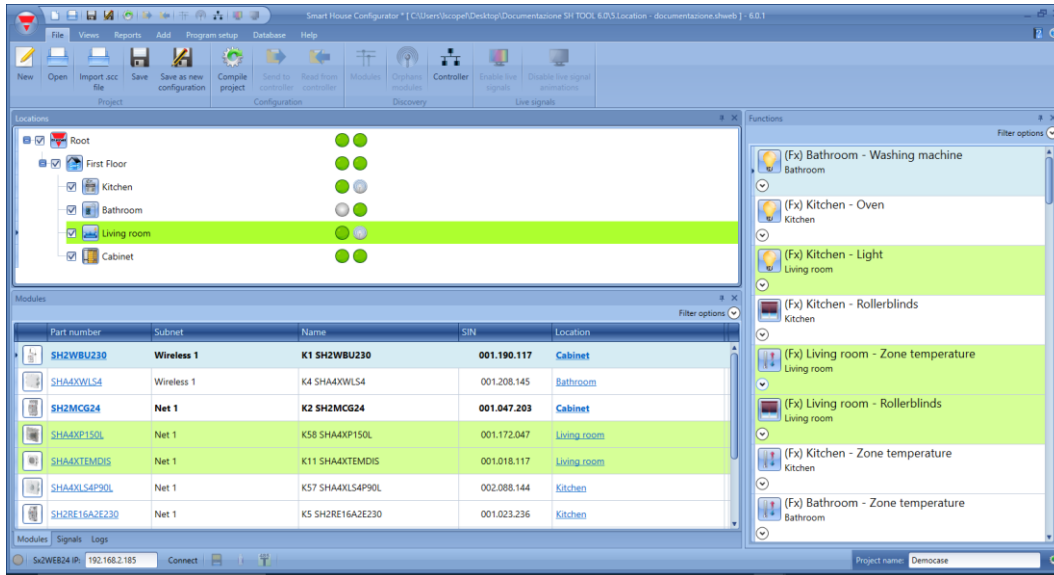 Smart House Configurator * [ C:\Users\lscopel\Desktop\Documentazione SH TOOL 6.0\5.Location - documentazione.shweb ] - 6.0.1
File Views Reports Add Program setup Database Help
New Open Import .scc file Save Save as new configuration Compile project Send to controller Read from controller Modules Orphans modules Controller Enable live signals Disable live signal animations
Project Configuration Discovery Live signals
Locations
Root
First Floor
Kitchen
Bathroom
Living room
Cabinet
Modules
Filter options
Part number Subnet Name SIN Location
SH2WBU230 Wireless 1 K1 SH2WBU230 001.190.117 Cabinet
SHA4XWLS4 Wireless 1 K4 SHA4XWLS4 001.208.145 Bathroom
SH2MCG24 Net 1 K2 SH2MCG24 001.047.203 Cabinet
SHA4XP150L Net 1 K58 SHA4XP150L 001.172.047 Living room
SHA4XTEMDIS Net 1 K11 SHA4XTEMDIS 001.018.117 Living room
SHA4XLS4P90L Net 1 K57 SHA4XLS4P90L 002.088.144 Kitchen
SH2RE16A2E230 Net 1 K5 SH2RE16A2E230 001.023.236 Kitchen
Modules Signals Logs
Functions
Filter options
(Fx) Bathroom - Washing machine
Bathroom
(Fx) Kitchen - Oven
Kitchen
(Fx) Kitchen - Light
Living room
(Fx) Kitchen - Rollerblinds
Kitchen
(Fx) Living room - Zone temperature
Living room
(Fx) Living room - Rollerblinds
Living room
(Fx) Kitchen - Zone temperature
Kitchen
(Fx) Bathroom - Zone temperature
Bathroom
Sx2WEB24 IP: 192.168.2.185 Connect
Project name: Democase